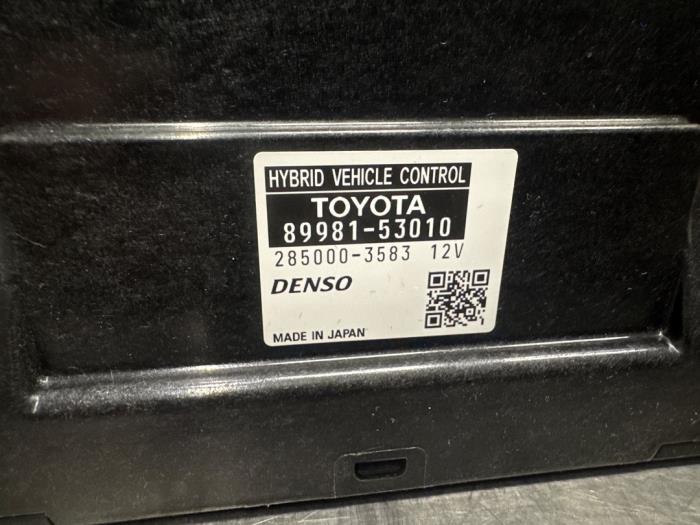 HYBRID VEHICLE CONTROL
TOYOTA
89981-53010
285000-3583 12V
DENSO
MADE IN JAPAN